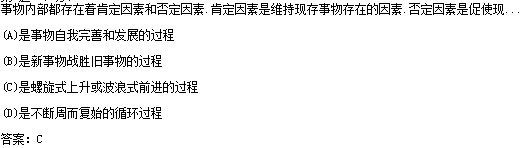 事物内部都存在着肯定因素和否定因素.肯定因素是维持现存事物存在的因素.否定因素是促使现...
(A)是事物自我完善和发展的过程
(B)是新事物战胜旧事物的过程
(C)是螺旋式上升或波浪式前进的过程
(D)是不断周而复始的循环过程
答案：C